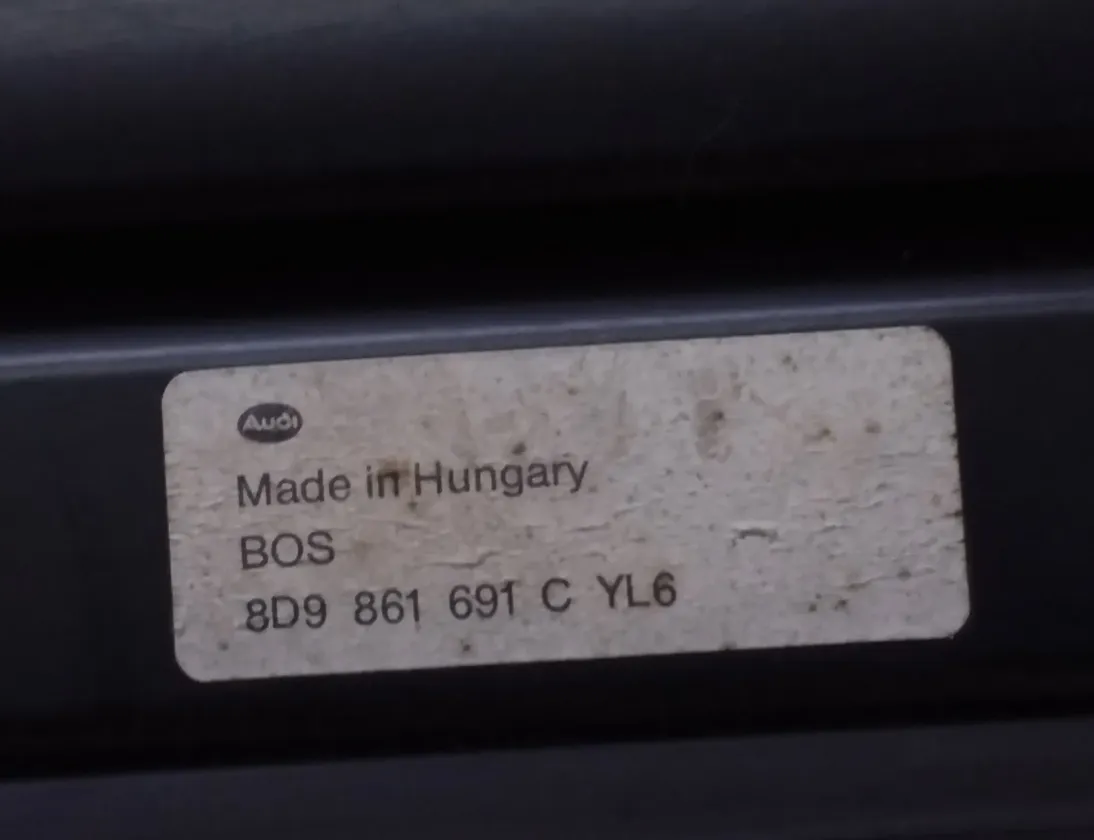 Audi
Made in Hungary
BOS
8D9 861 691 C YL6